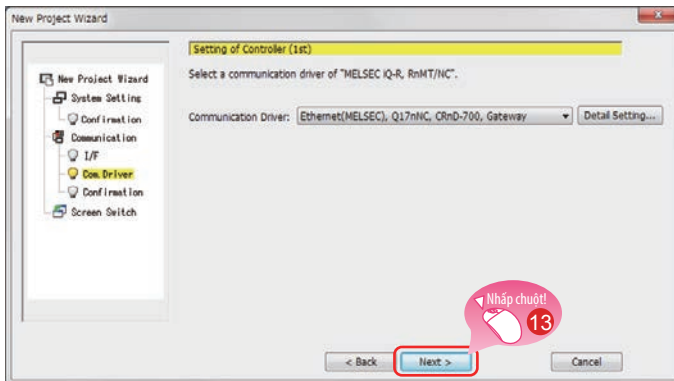 New Project Wizard
Setting of Controller (1st)
Select a communication driver of "MELSEC iQ-R, RnMT/NC".
New Project Wizard
System Setting
Confirmation
Communication
I/F
Com. Driver
Confirmation
Screen Switch
Communication Driver: Ethernet(MELSEC), Q17nNC, CRnD-700, Gateway Detail Setting...
Nhấp chuột!
13
< Back Next > Cancel